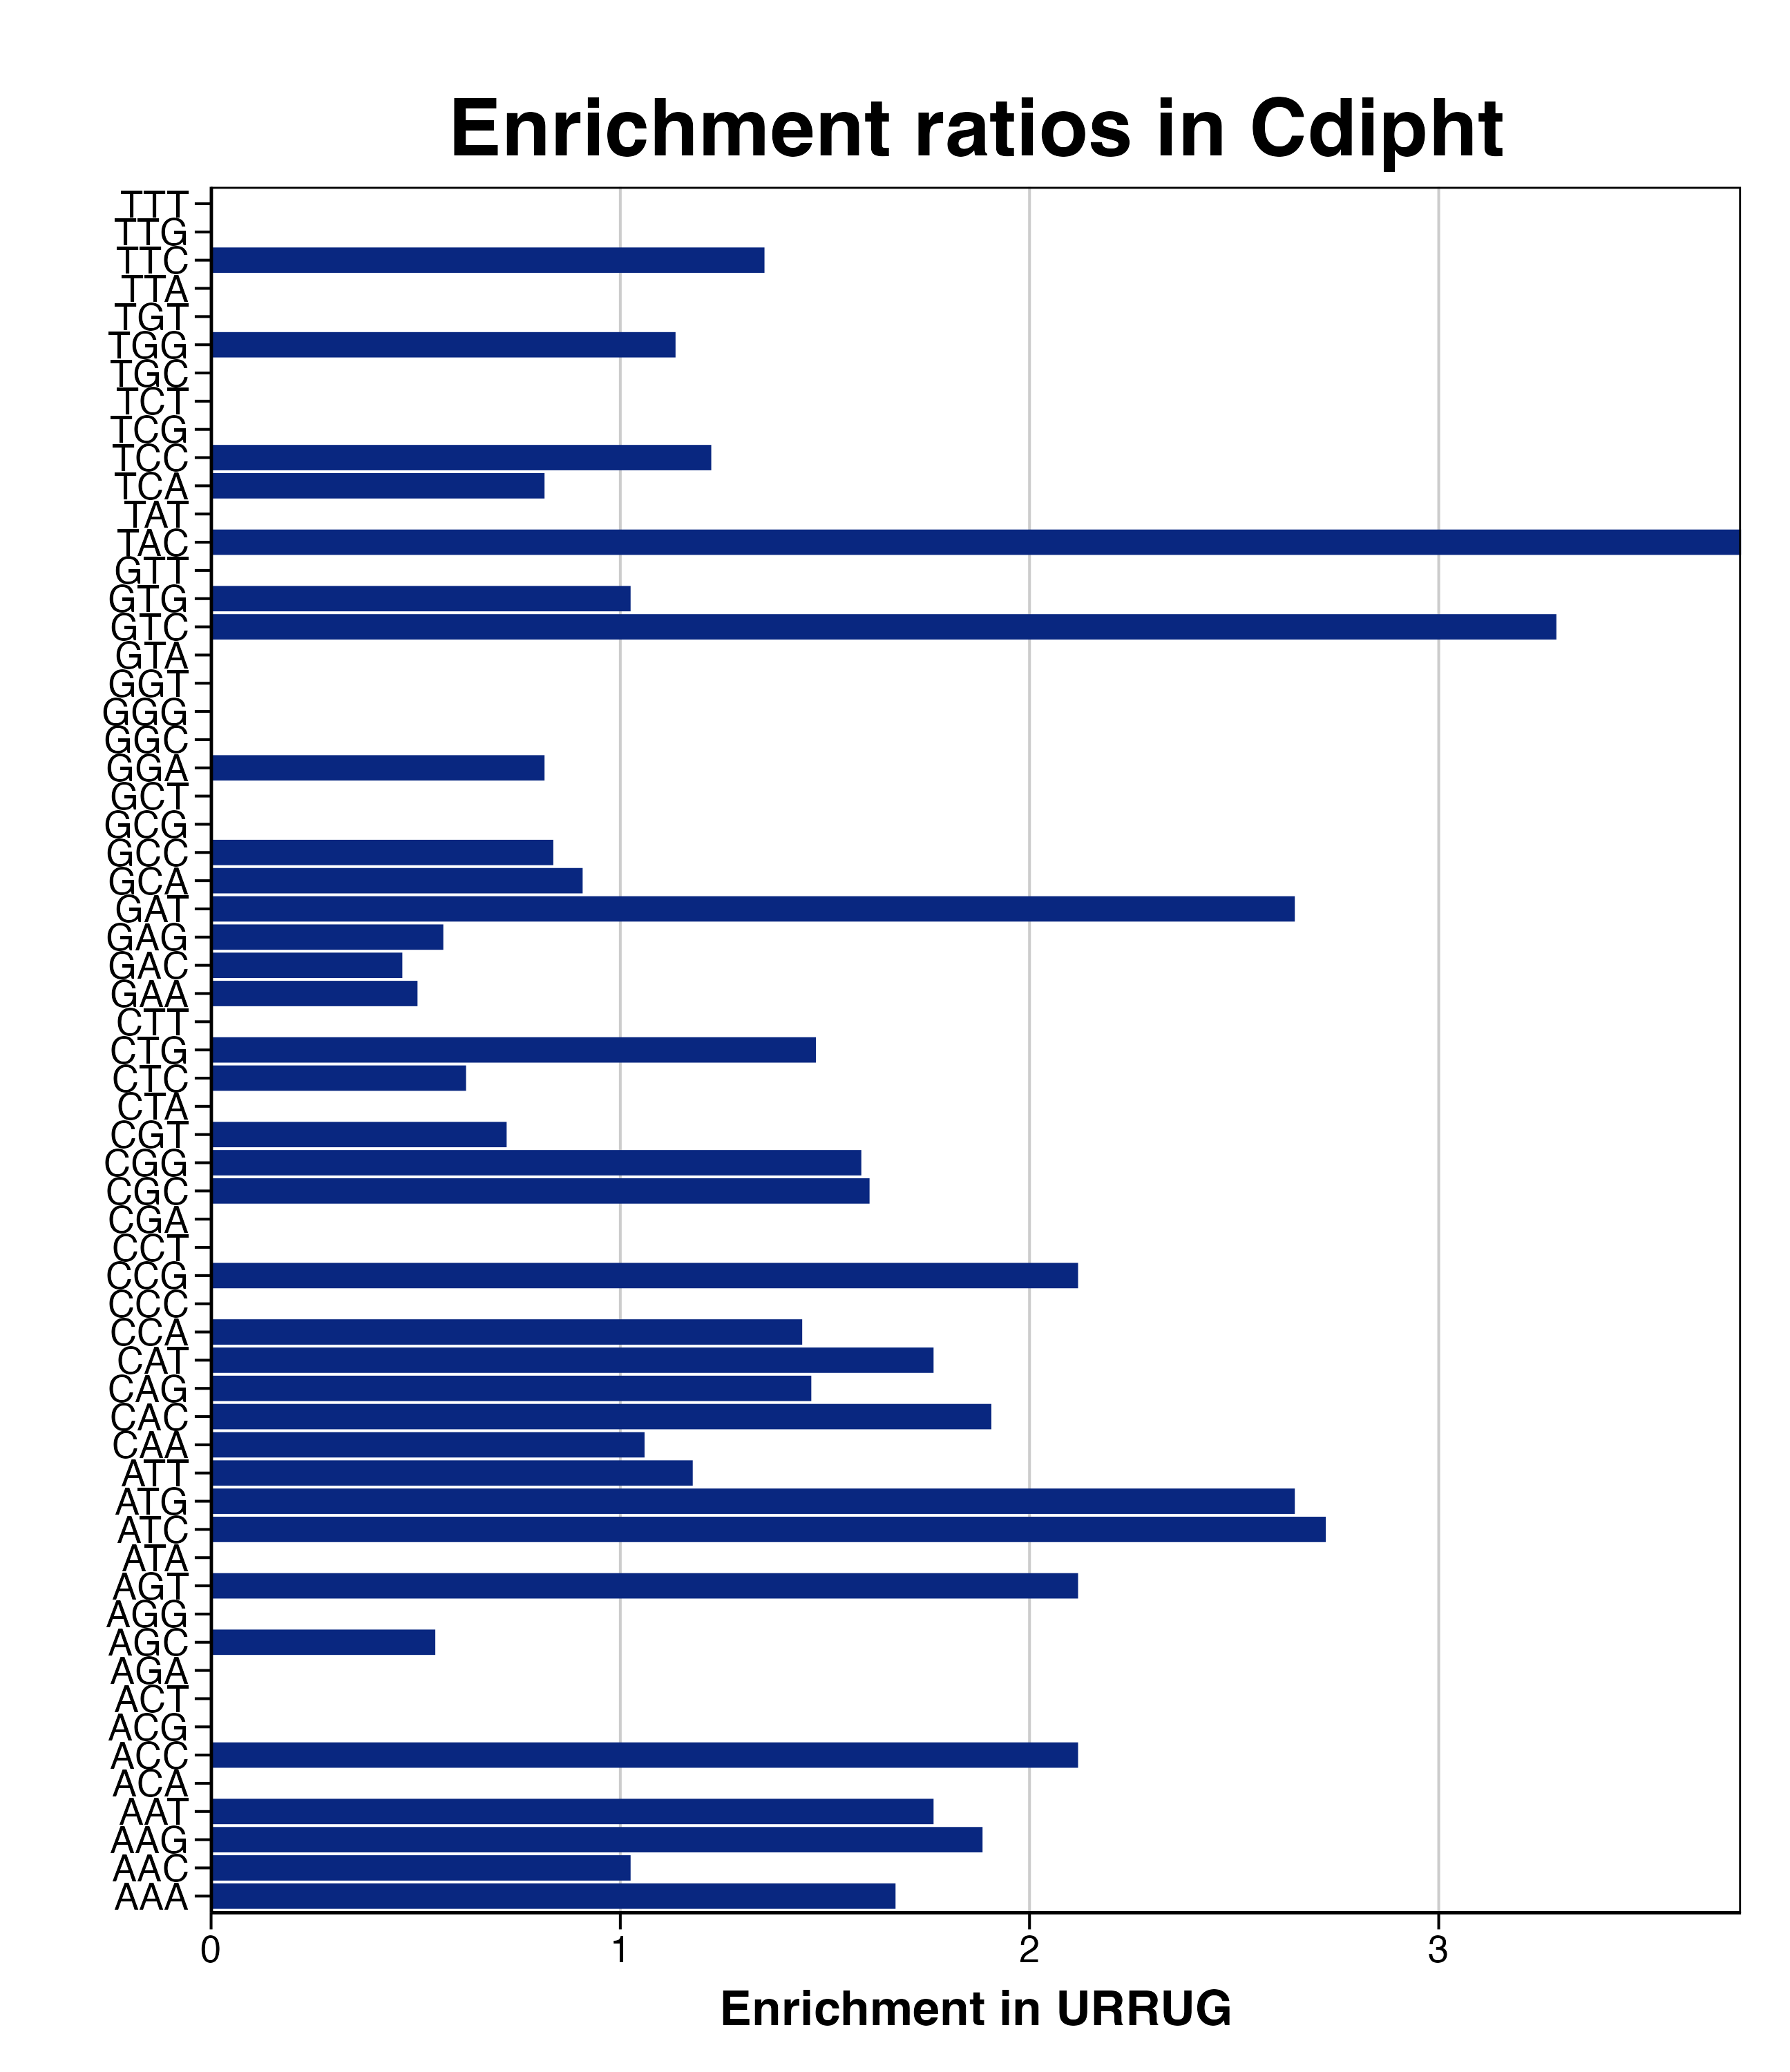 Enrichment ratios in Cdipht
TTT
TTG
TTC
TTA
TGT
TGG
TGC
TCT
TCG
TCC
TCA
TAT
TAC
GTT
GTG
GTC
GTA
GGT
GGG
GGC
GGA
GCT
GCG
GCC
GCA
GAT
GAG
GAC
GAA
CTT
CTG
CTC
CTA
CGT
CGG
CGC
CGA
CCT
CCG
CCC
CCA
CAT
CAG
CAC
CAA
ATT
ATG
ATC
ATA
AGT
AGG
AGC
AGA
ACT
ACG
ACC
ACA
AAT
AAG
AAC
AAA
0 1 2 3
Enrichment in URRUG